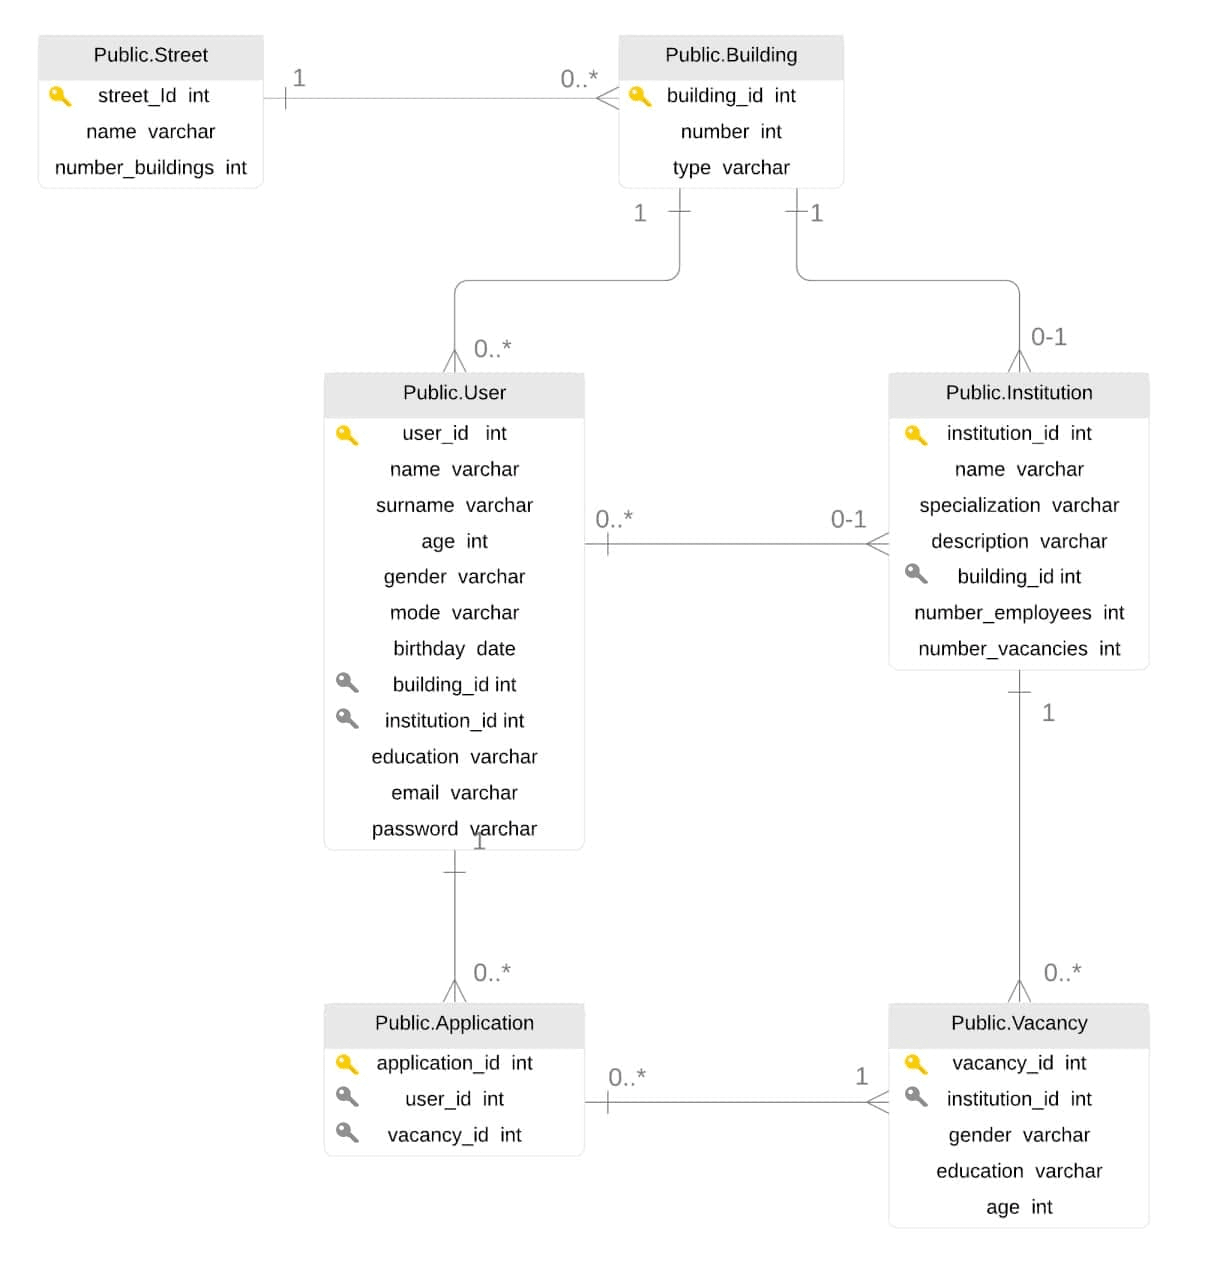 Public.Street
street_Id int
name varchar
number_buildings int
1
0..*
Public.Building
building_id int
number int
type varchar
1
1
0..*
0-1
Public.User
user_id int
name varchar
surname varchar
age int
gender varchar
mode varchar
birthday date
building_id int
institution_id int
education varchar
email varchar
password varchar
1
0..*
0-1
Public.Institution
institution_id int
name varchar
specialization varchar
description varchar
building_id int
number_employees int
number_vacancies int
1
0..*
0..*
Public.Application
application_id int
user_id int
vacancy_id int
0..*
1
Public.Vacancy
vacancy_id int
institution_id int
gender varchar
education varchar
age int